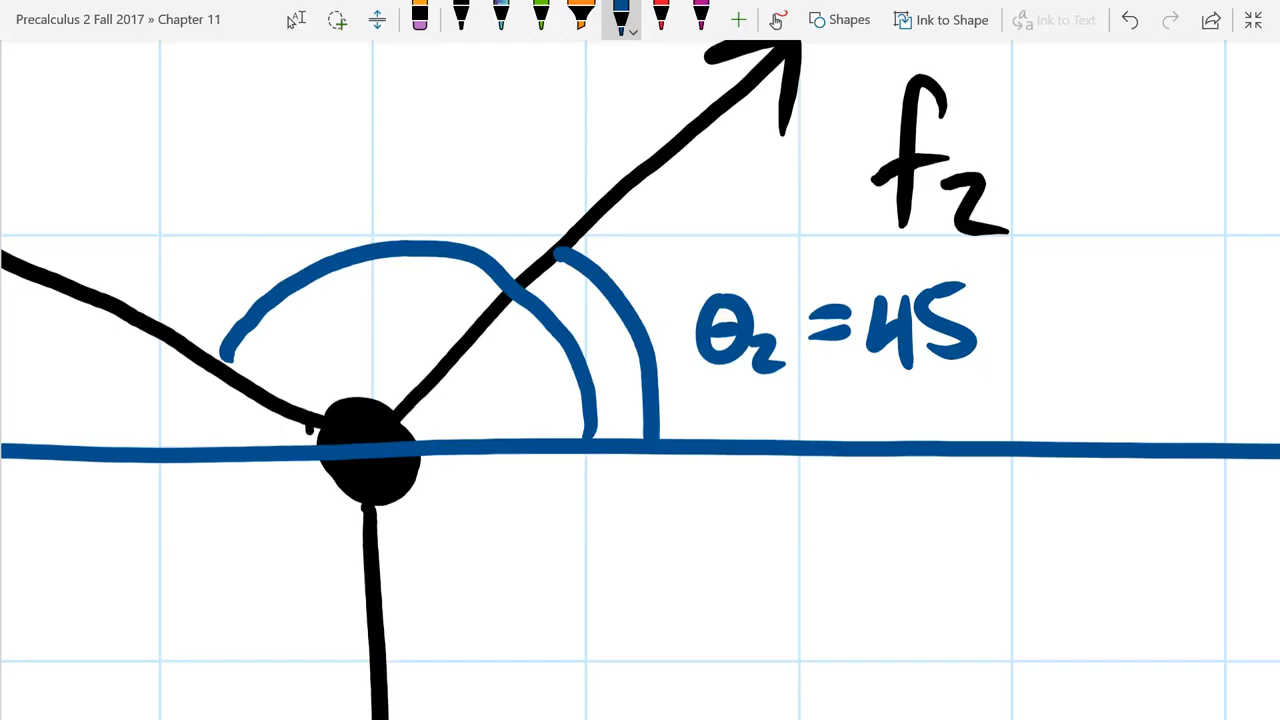 Precalculus 2 Fall 2017 » Chapter 11
Shapes
Ink to Shape
Ink to Text
f₂
θ₂ = 45